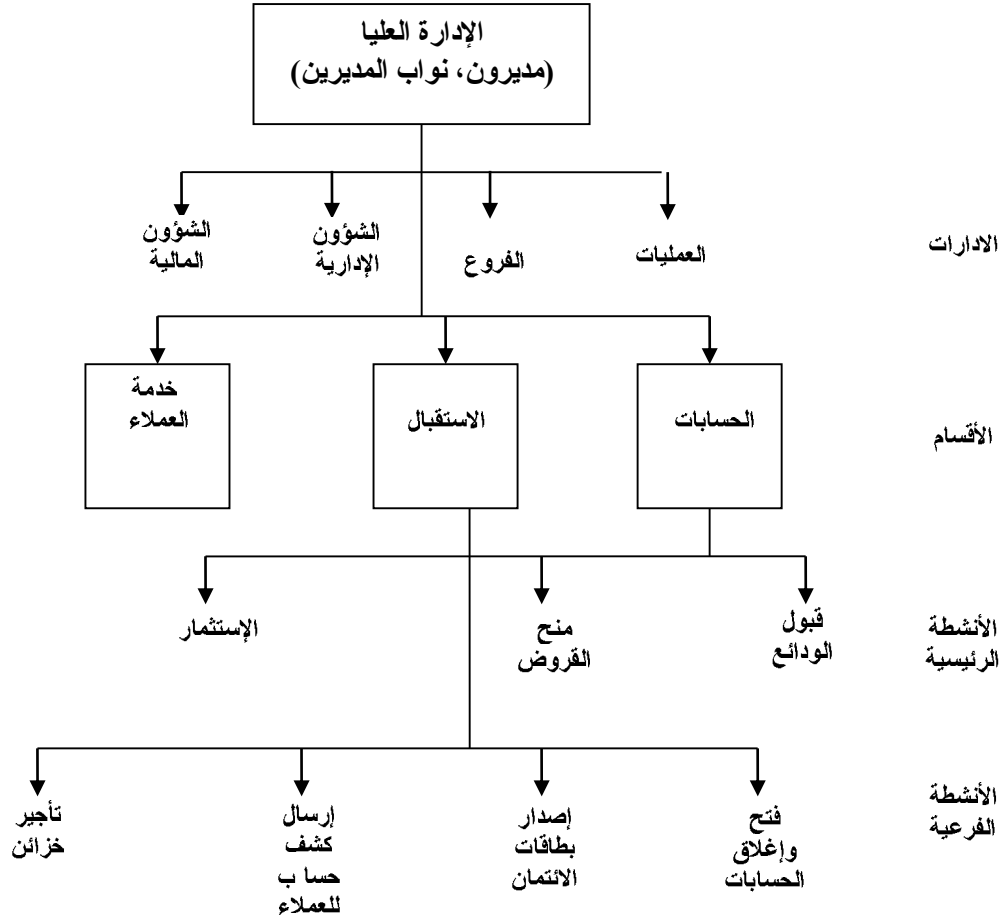 الإدارة العليا
(مديرون، نواب المديرين)
الادارات
العمليات
الفروع
الشؤون
الإدارية
الشؤون
المالية
الأقسام
الحسابات
الاستقبال
خدمة
العملاء
الأنشطة
الرئيسية
قبول
الودائع
منح
القروض
الإستثمار
الأنشطة
الفرعية
فتح
وإغلاق
الحسابات
إصدار
بطاقات
الائتمان
إرسال
كشف
حسا ب
للعملاء
تأجير
خزائن